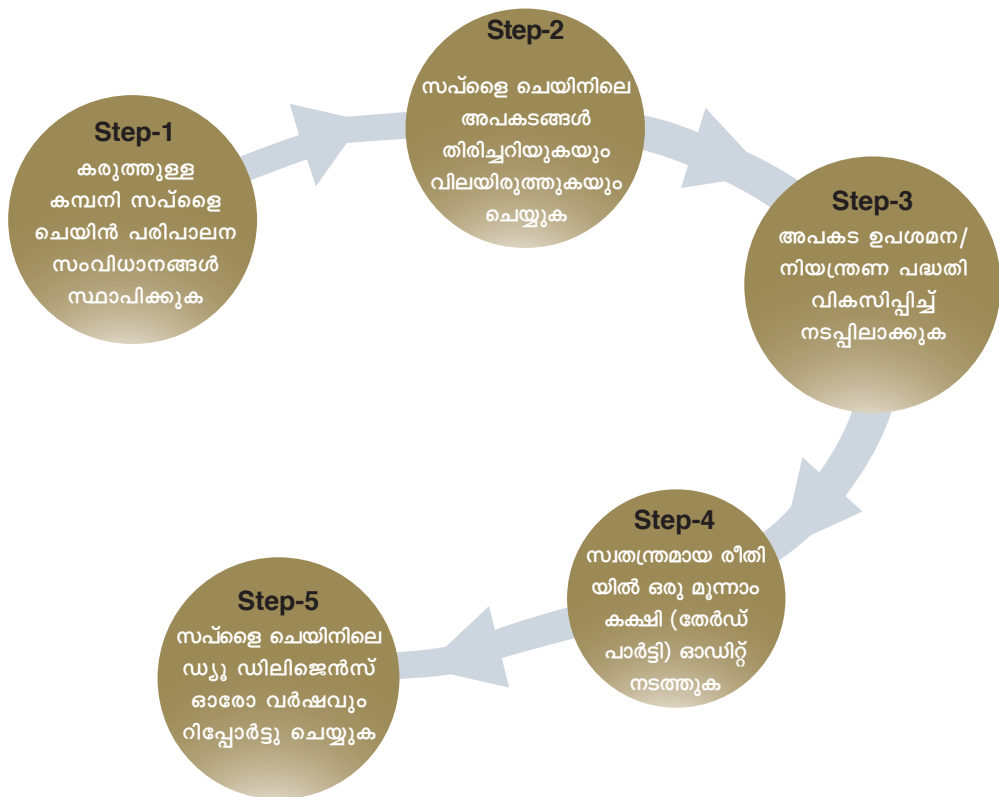 Step-1
കരുത്തുള്ള
കമ്പനി സപ്ളൈ
ചെയിൻ പരിപാലന
സംവിധാനങ്ങൾ
സ്ഥാപിക്കുക
Step-2
സപ്ളൈ ചെയിനിലെ
അപകടങ്ങൾ
തിരിച്ചറിയുകയും
വിലയിരുത്തുകയും
ചെയ്യുക
Step-3
അപകട ഉപശമന/
നിയന്ത്രണ പദ്ധതി
വികസിപ്പിച്ച്
നടപ്പിലാക്കുക
Step-4
സ്വതന്ത്രമായ രീതി
യിൽ ഒരു മൂന്നാം
കക്ഷി (തേർഡ്
പാർട്ടി) ഓഡിറ്റ്
നടത്തുക
Step-5
സപ്ളൈ ചെയിനിലെ
ഡ്യൂ ഡിലിജെൻസ്
ഓരോ വർഷവും
റിപ്പോർട്ടു ചെയ്യുക